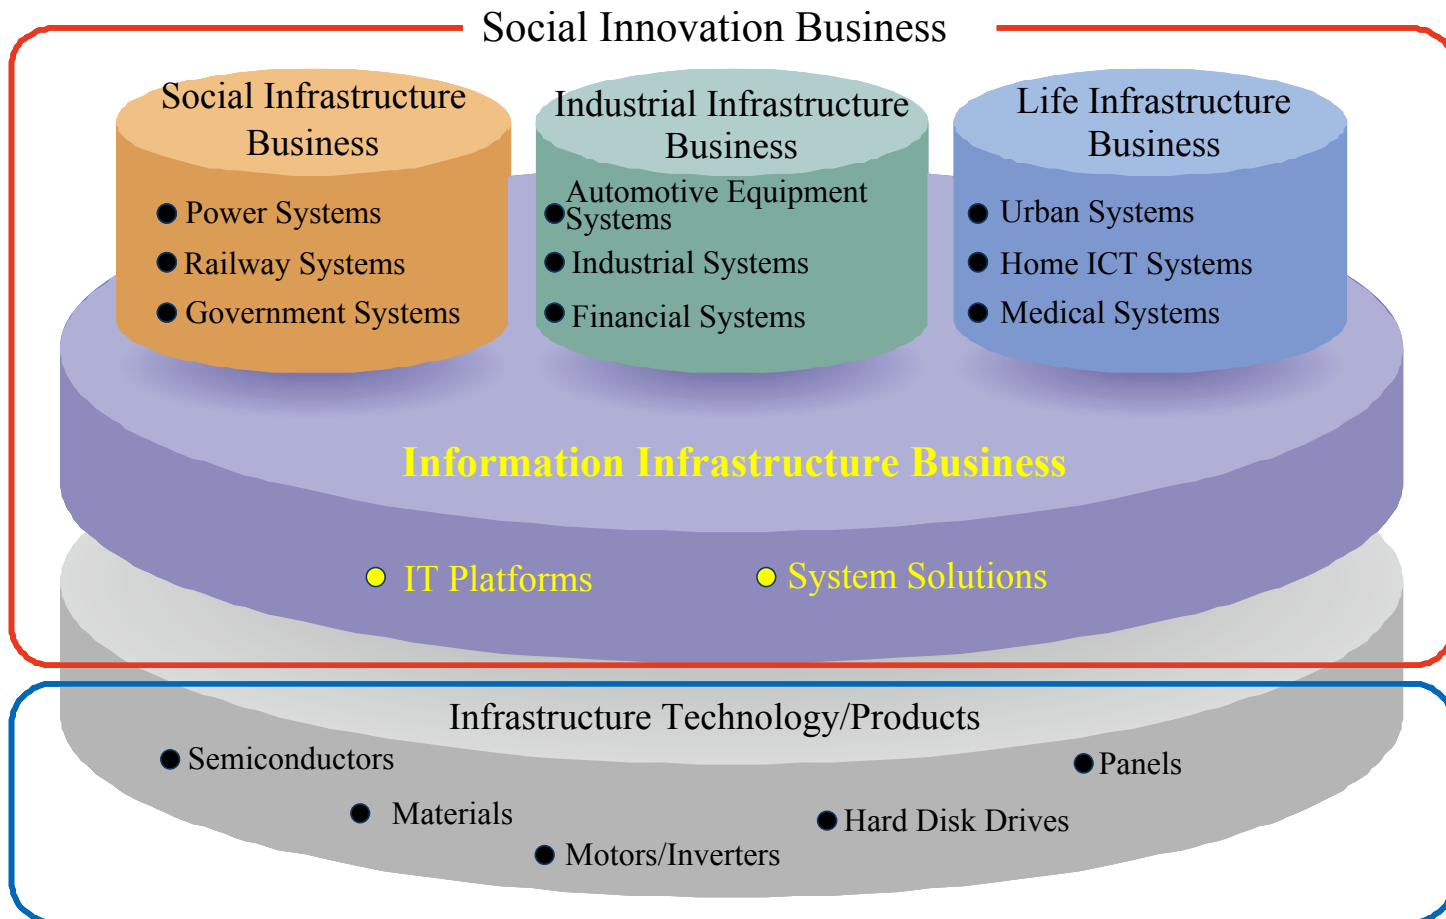 Social Innovation Business
Social Infrastructure
Business
Power Systems
Railway Systems
Government Systems
Industrial Infrastructure
Business
Automotive Equipment
Systems
Industrial Systems
Financial Systems
Life Infrastructure
Business
Urban Systems
Home ICT Systems
Medical Systems
Information Infrastructure Business
IT Platforms
System Solutions
Infrastructure Technology/Products
Semiconductors
Materials
Motors/Inverters
Hard Disk Drives
Panels